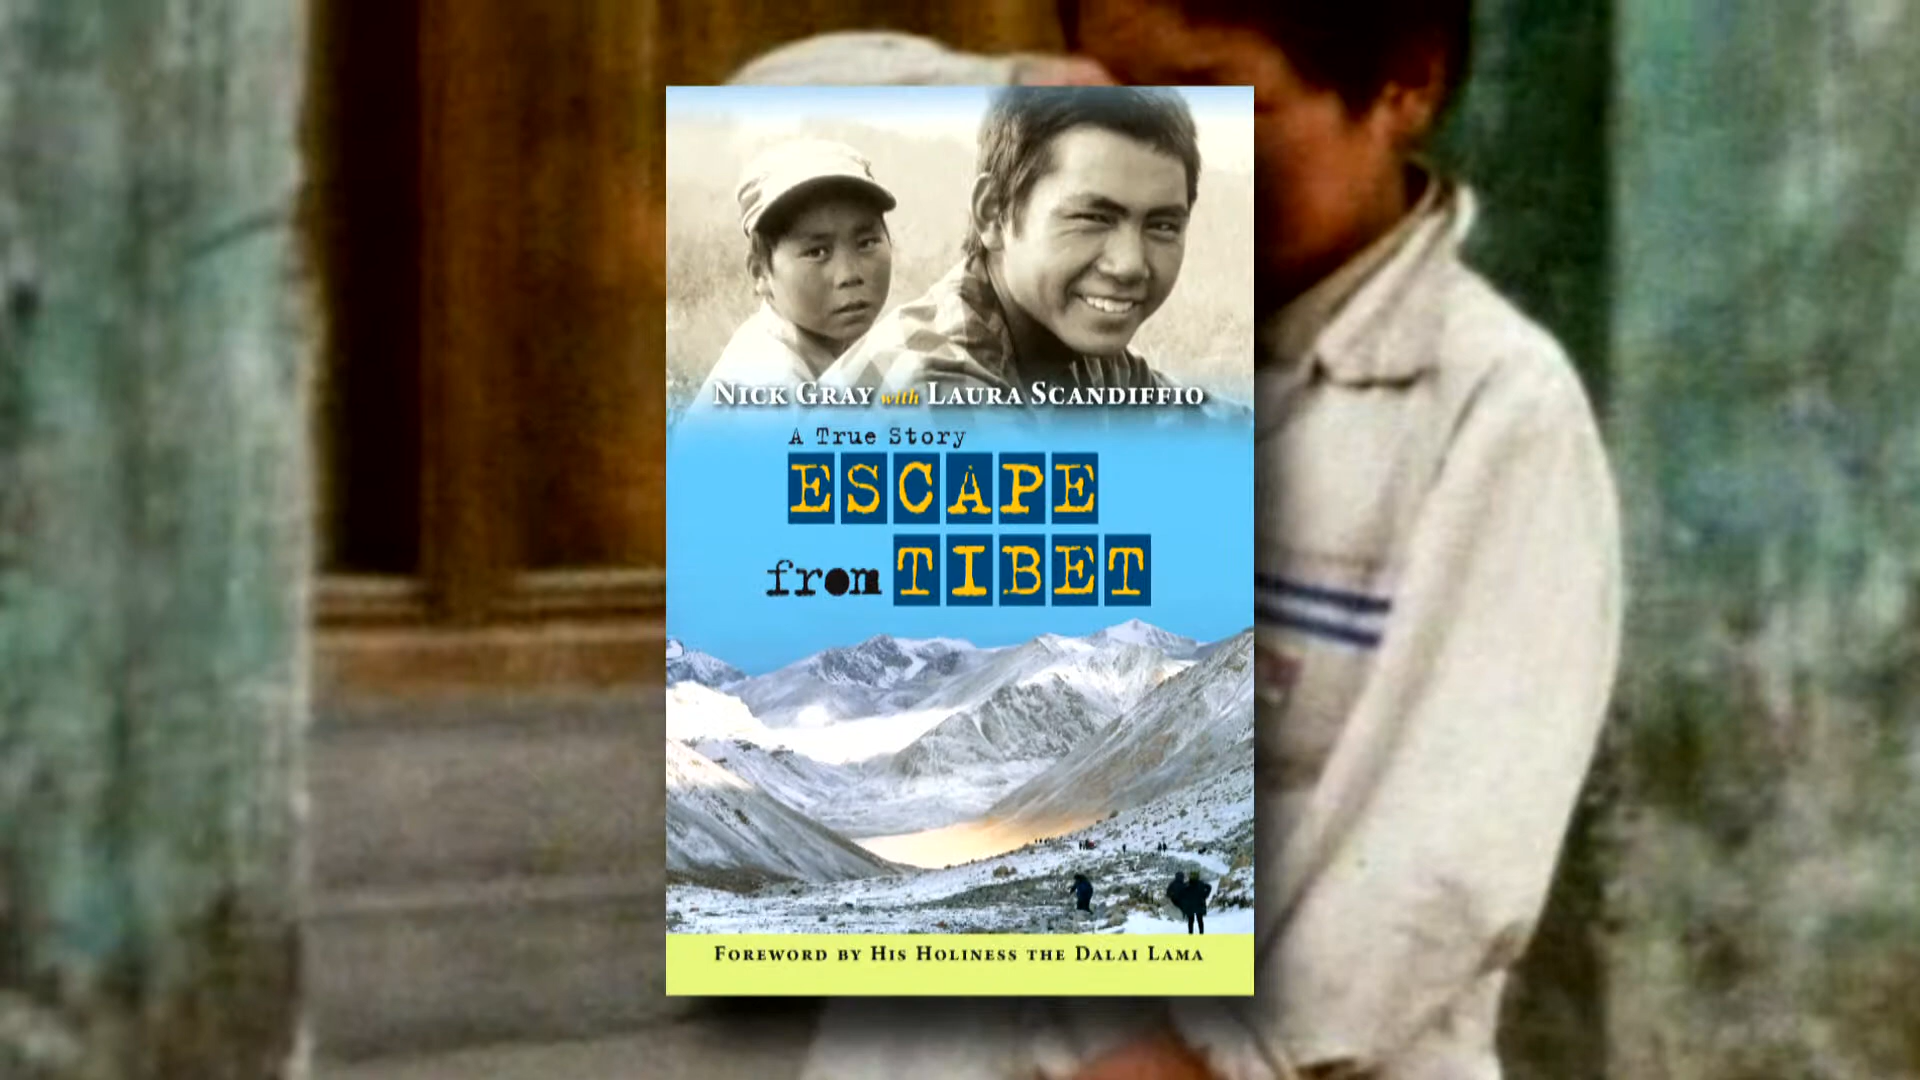 Nick Gray with Laura Scandiffio
A True Story
ESCAPE
from TIBET
Foreword by His Holiness the Dalai Lama